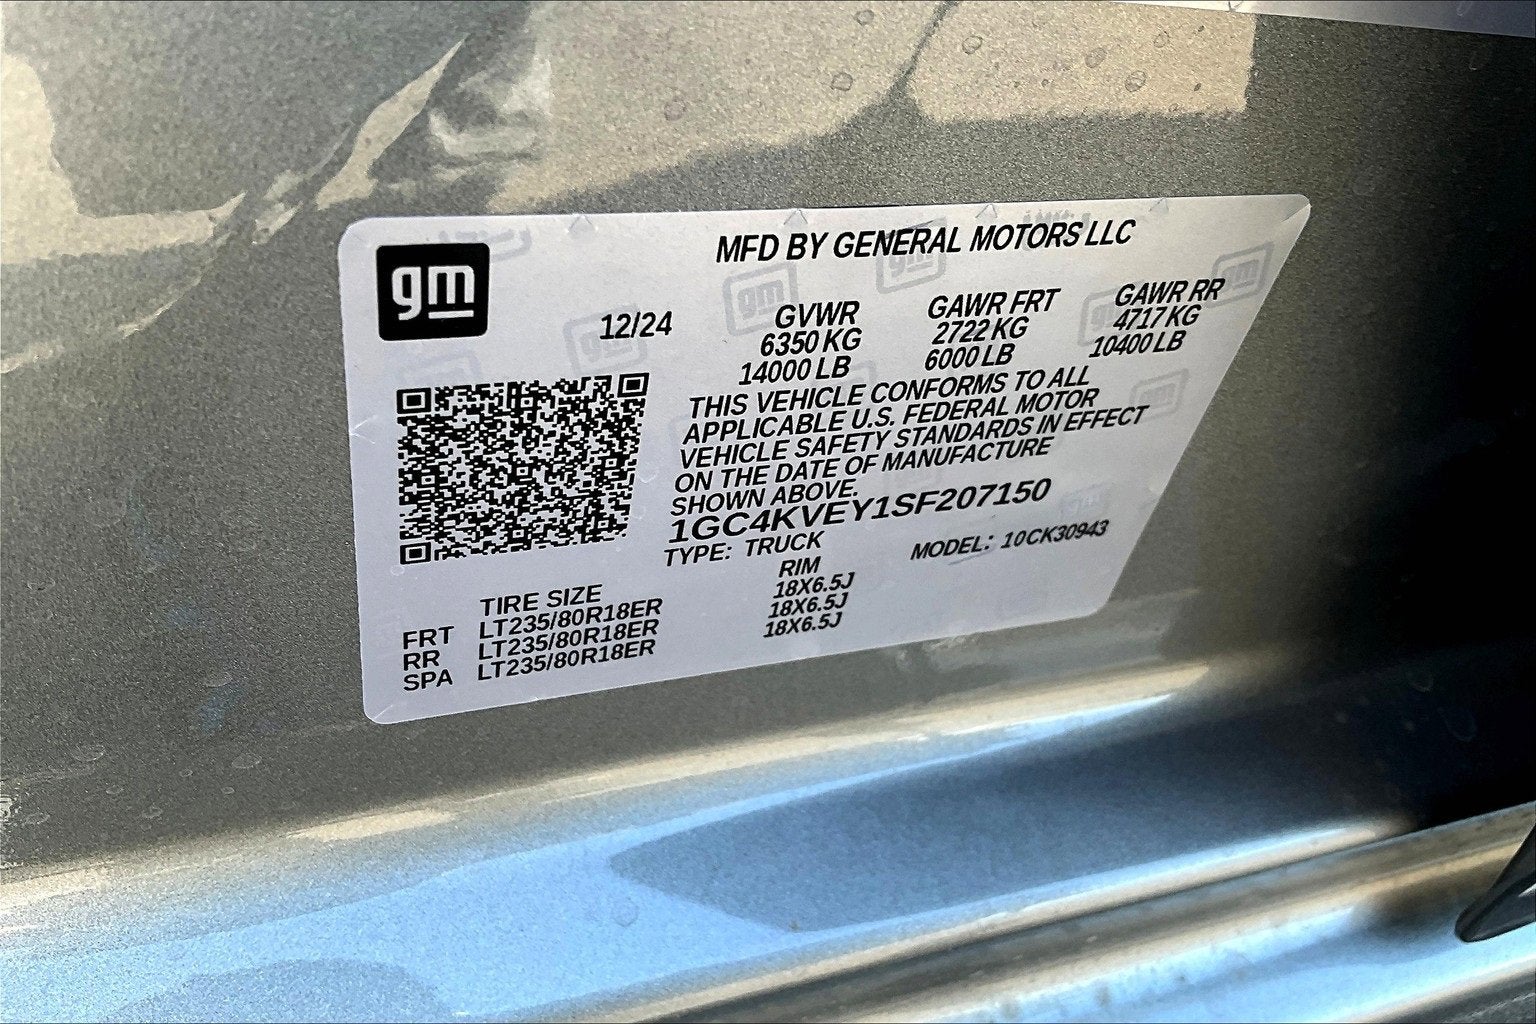 gm
MFD BY GENERAL MOTORS LLC
12/24 GVWR GAWR FRT GAWR RR
6350 KG 2722 KG 4717 KG
14000 LB 6000 LB 10400 LB
THIS VEHICLE CONFORMS TO ALL
APPLICABLE U.S. FEDERAL MOTOR
VEHICLE SAFETY STANDARDS IN EFFECT
ON THE DATE OF MANUFACTURE
SHOWN ABOVE.
1GC4KVEY1SF207150
TYPE: TRUCK MODEL: 10CK30943
TIRE SIZE RIM
FRT LT235/80R18ER 18X6.5J
RR LT235/80R18ER 18X6.5J
SPA LT235/80R18ER 18X6.5J